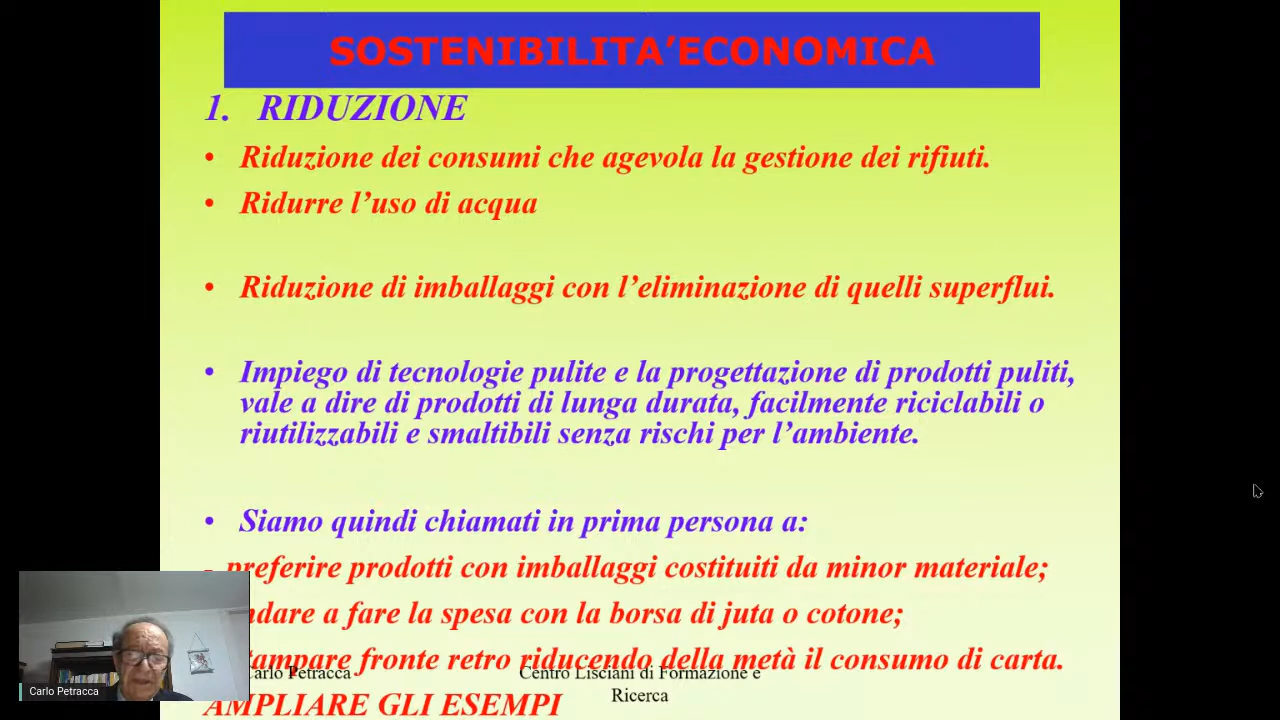 SOSTENIBILITA’ECONOMICA
1. RIDUZIONE
• Riduzione dei consumi che agevola la gestione dei rifiuti.
• Ridurre l’uso di acqua
• Riduzione di imballaggi con l’eliminazione di quelli superflui.
• Impiego di tecnologie pulite e la progettazione di prodotti puliti,
vale a dire di prodotti di lunga durata, facilmente riciclabili o
riutilizzabili e smaltibili senza rischi per l’ambiente.
• Siamo quindi chiamati in prima persona a:
- preferire prodotti con imballaggi costituiti da minor materiale;
a fare la spesa con la borsa di juta o cotone;
fronte retro riducendo della metà il consumo di carta.
Petracca
Centro Lisciani di Formazione e
Ricerca
Carlo Petracca
AMPLIARE GLI ESEMPI